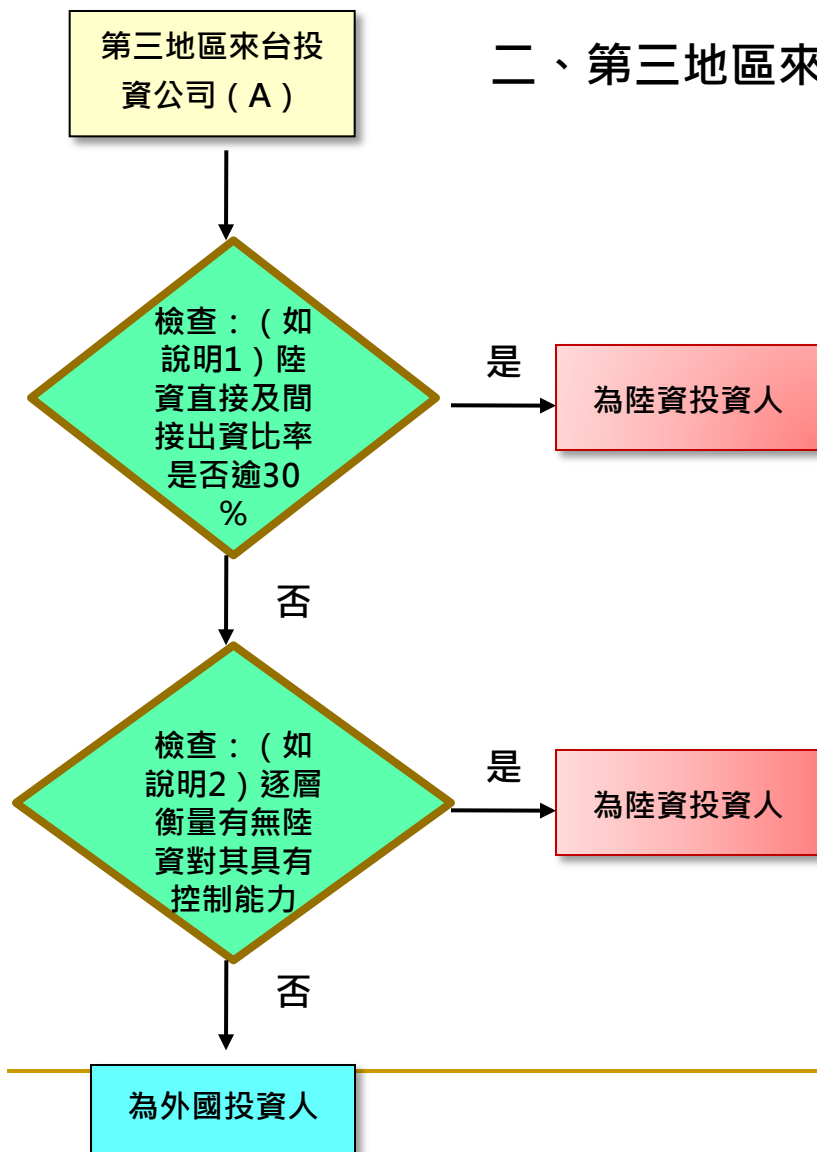 第三地區來台投
資公司（A）
二、第三地區來
檢查：（如
說明1）陸
資直接及間
接出資比率
是否逾30
%
是
為陸資投資人
否
檢查：（如
說明2）逐層
衡量有無陸
資對其具有
控制能力
是
為陸資投資人
否
為外國投資人